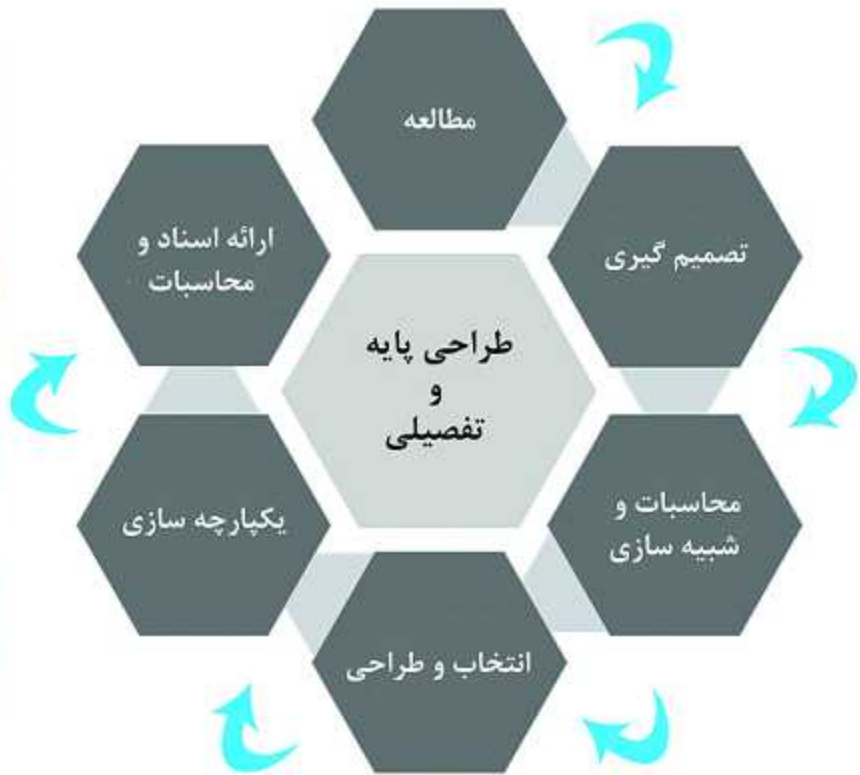 مطالعه
تصمیم گیری
محاسبات و
شبیه سازی
انتخاب و طراحی
یکپارچه سازی
ارائه اسناد و
محاسبات
طراحی پایه
و
تفصیلی